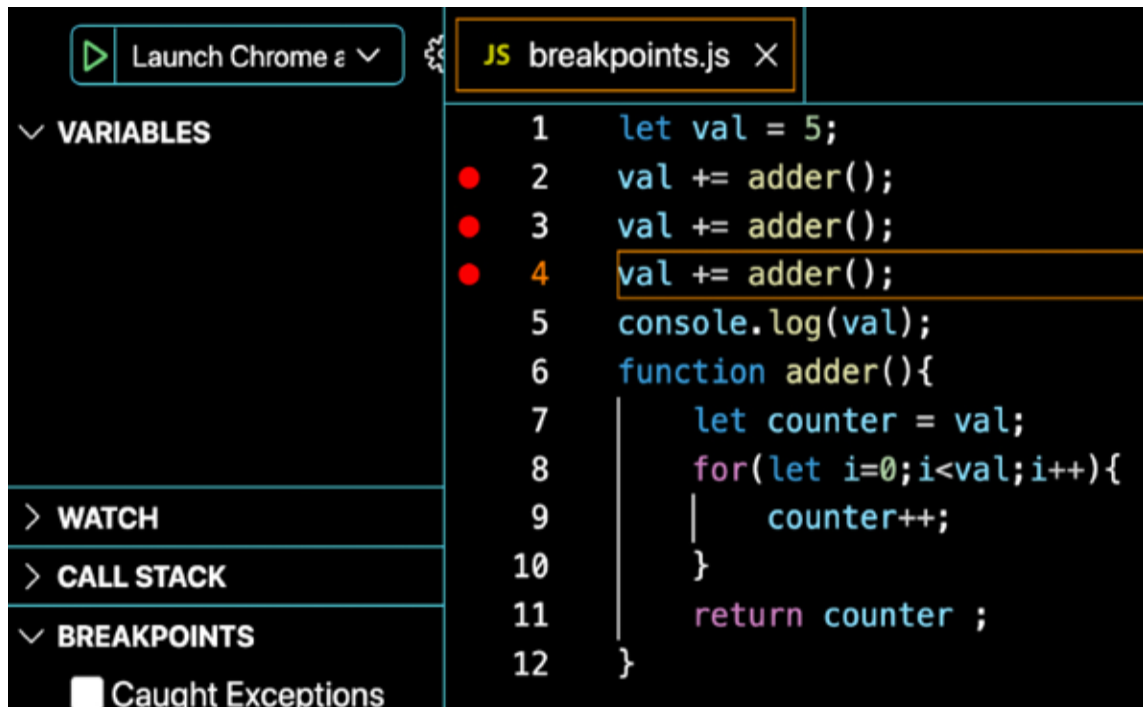 Launch Chrome a
VARIABLES
WATCH
CALL STACK
BREAKPOINTS
Caught Exceptions
JS breakpoints.js
1 let val = 5;
2 val += adder();
3 val += adder();
4 val += adder();
5 console.log(val);
6 function adder(){
7 let counter = val;
8 for(let i=0;i<val;i++){
9 counter++;
10 }
11 return counter ;
12 }